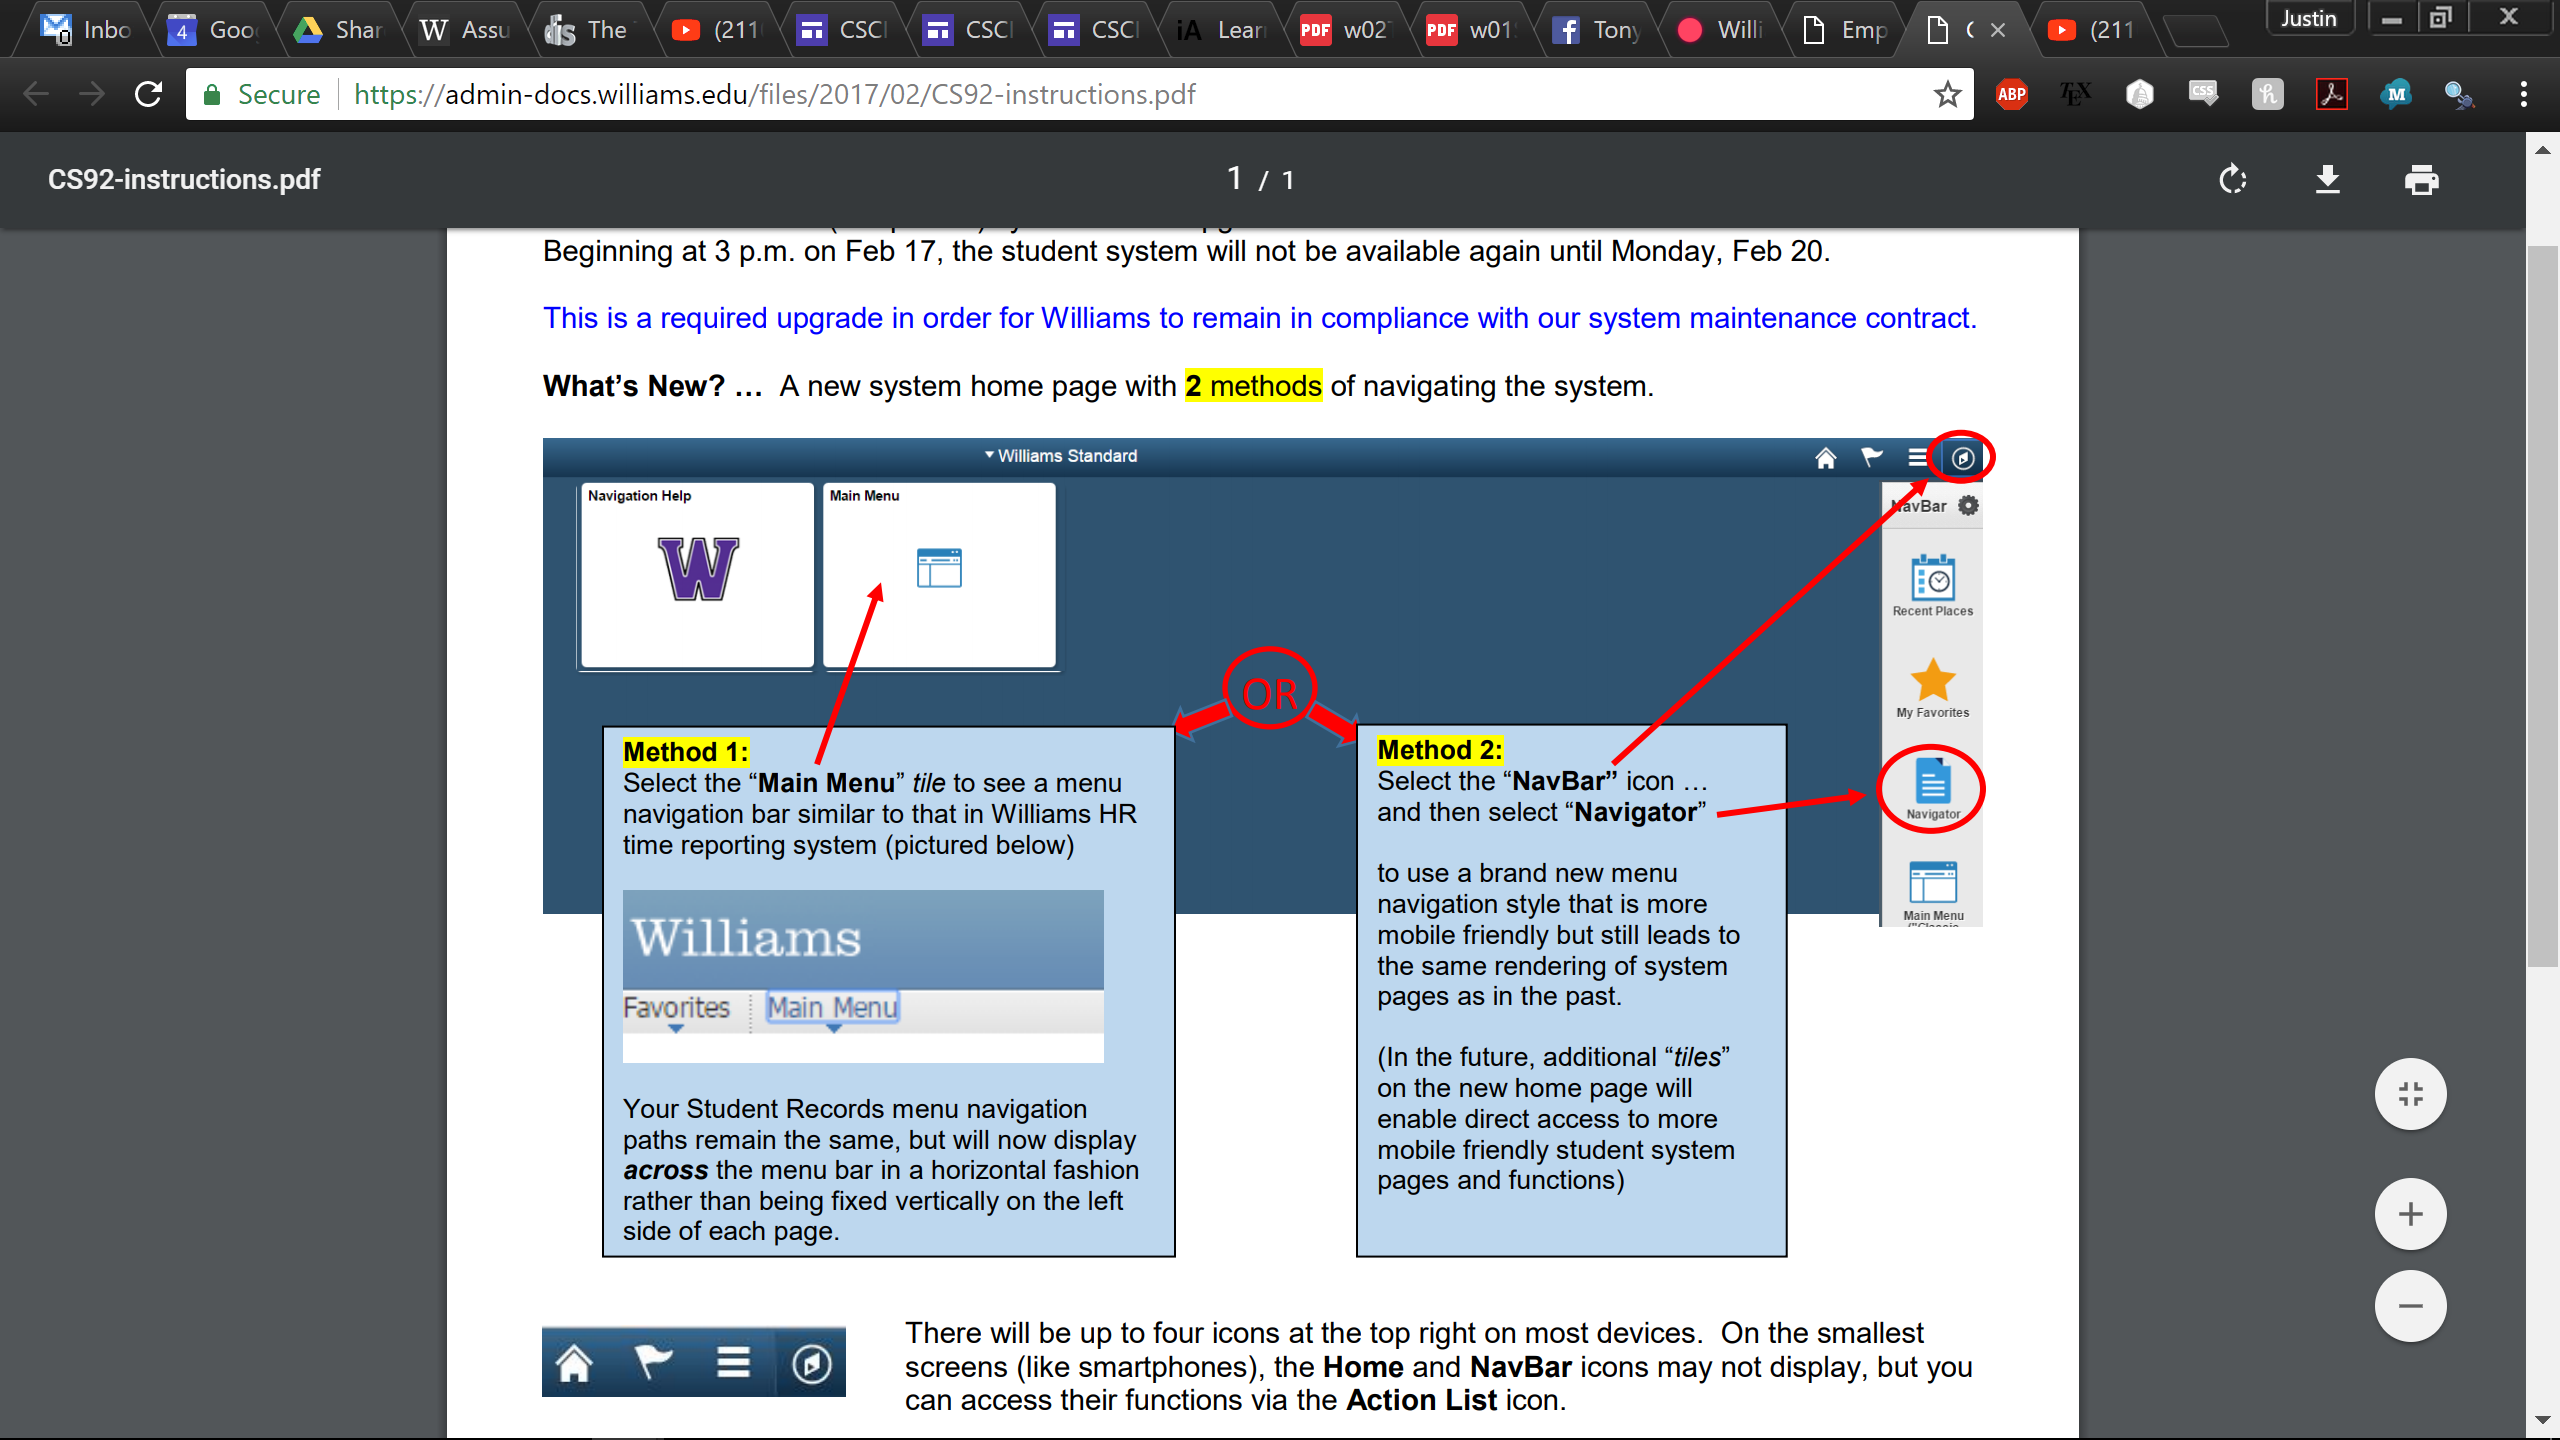 Inbo
4 Goo
Shar
W Assu
dis The
(211
CSCI
CSCI
CSCI
iA Lear
PDF w02
PDF w01
f Tony
Willi
Emp
(211
Justin
Secure https://admin-docs.williams.edu/files/2017/02/CS92-instructions.pdf
ABP
TEX
CSS
h
M
CS92-instructions.pdf
1 / 1
Beginning at 3 p.m. on Feb 17, the student system will not be available again until Monday, Feb 20.
This is a required upgrade in order for Williams to remain in compliance with our system maintenance contract.
What’s New? … A new system home page with 2 methods of navigating the system.
Williams Standard
Navigation Help
W
Main Menu
NavBar
Recent Places
My Favorites
Navigator
Main Menu
OR
Method 1:
Select the “Main Menu” tile to see a menu
navigation bar similar to that in Williams HR
time reporting system (pictured below)
Williams
Favorites Main Menu
Your Student Records menu navigation
paths remain the same, but will now display
across the menu bar in a horizontal fashion
rather than being fixed vertically on the left
side of each page.
Method 2:
Select the “NavBar” icon …
and then select “Navigator”
to use a brand new menu
navigation style that is more
mobile friendly but still leads to
the same rendering of system
pages as in the past.
(In the future, additional “tiles”
on the new home page will
enable direct access to more
mobile friendly student system
pages and functions)
There will be up to four icons at the top right on most devices. On the smallest
screens (like smartphones), the Home and NavBar icons may not display, but you
can access their functions via the Action List icon.